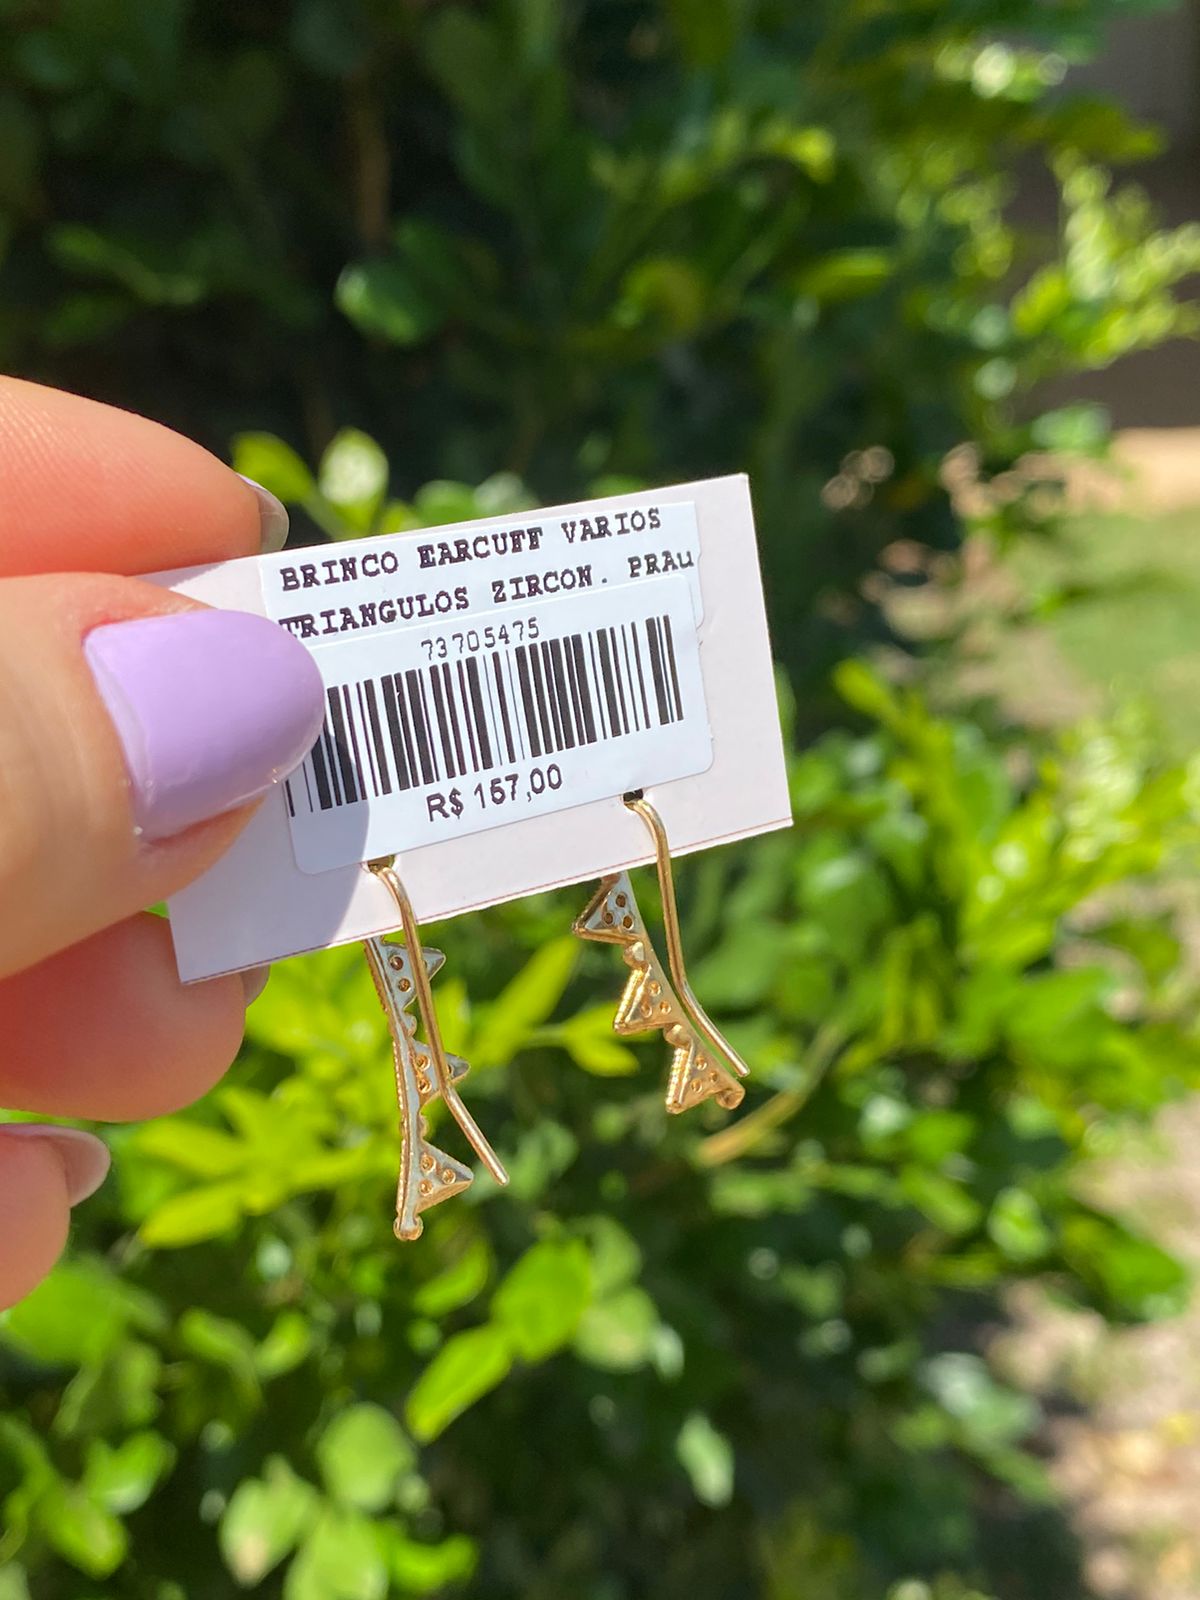 BRINCO EARCUFF VARIOS
TRIANGULOS ZIRCON. PRAu
73705475
R$ 157,00